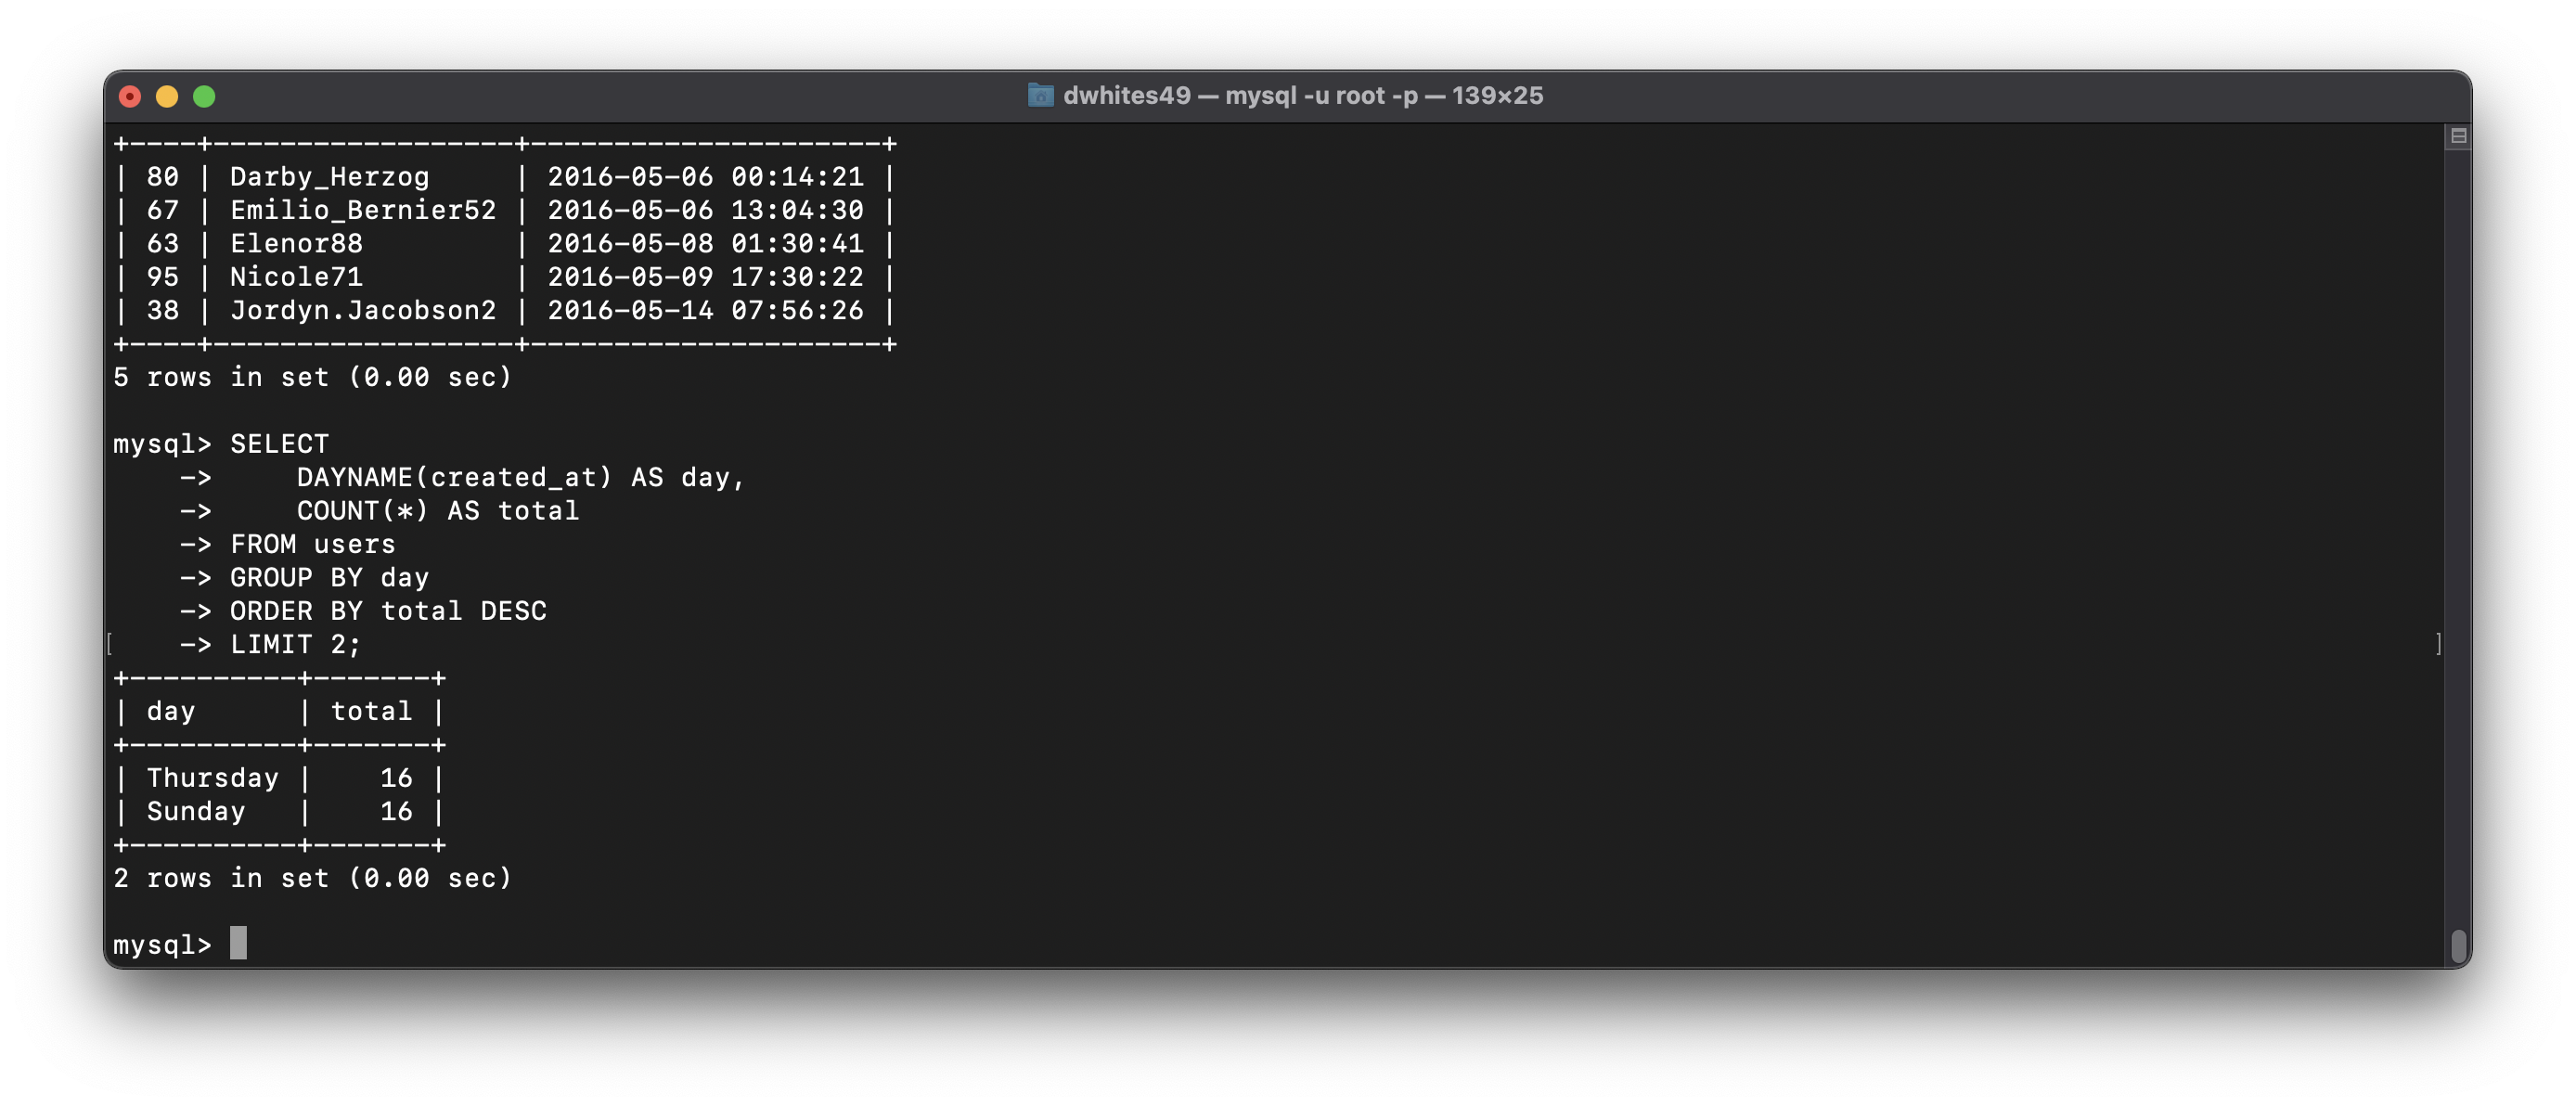 dwhites49 — mysql -u root -p — 139×25
+----+------------------+---------------------+
| 80 | Darby_Herzog     | 2016-05-06 00:14:21 |
| 67 | Emilio_Bernier52 | 2016-05-06 13:04:30 |
| 63 | Elenor88         | 2016-05-08 01:30:41 |
| 95 | Nicole71         | 2016-05-09 17:30:22 |
| 38 | Jordyn.Jacobson2 | 2016-05-14 07:56:26 |
+----+------------------+---------------------+
5 rows in set (0.00 sec)

mysql> SELECT
    ->     DAYNAME(created_at) AS day,
    ->     COUNT(*) AS total
    -> FROM users
    -> GROUP BY day
    -> ORDER BY total DESC
[    -> LIMIT 2; ]
+----------+-------+
| day      | total |
+----------+-------+
| Thursday |    16 |
| Sunday   |    16 |
+----------+-------+
2 rows in set (0.00 sec)

mysql>